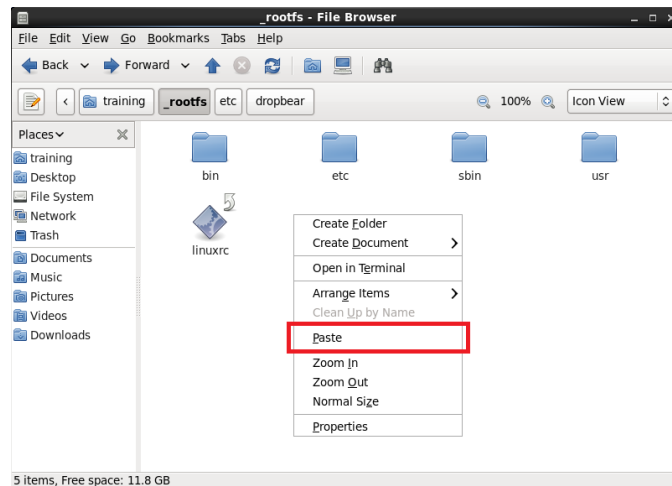 _rootfs - File Browser
File Edit View Go Bookmarks Tabs Help
Back Forward
training _rootfs etc dropbear 100% Icon View
Places
training
Desktop
File System
Network
Trash
Documents
Music
Pictures
Videos
Downloads
bin etc sbin usr
linuxrc
Create Folder
Create Document
Open in Terminal
Arrange Items
Clean Up by Name
Paste
Zoom In
Zoom Out
Normal Size
Properties
5 items, Free space: 11.8 GB